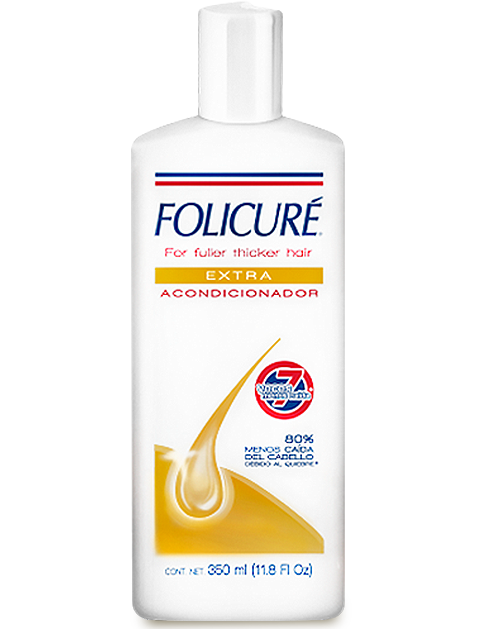 FOLICURÉ
For fuller thicker hair
EXTRA
ACONDICIONADOR
7
80%
MENOS CAÍDA
DEL CABELLO
DEBIDO AL QUIEBRE*
CONT. NET. 350 ml (11.8 Fl Oz)